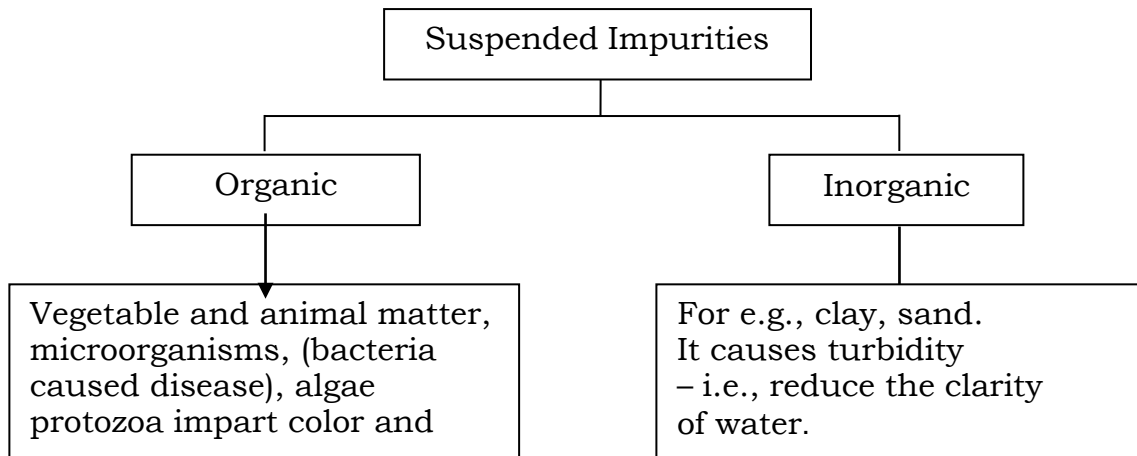 Suspended Impurities
Organic
Inorganic
Vegetable and animal matter,
microorganisms, (bacteria
caused disease), algae
protozoa impart color and
For e.g., clay, sand.
It causes turbidity
– i.e., reduce the clarity
of water.